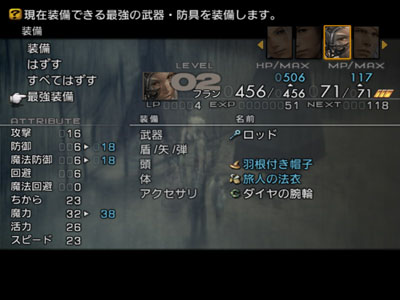 現在装備できる最強の武器・防具を装備します。
装備
装備
はずす
すべてはずす
最強装備
HP/MAX MP/MAX
0506 117
LEVEL
02
フラン
456/456 71/71
LP 4 EXP 51 NEXT 118
ATTRIBUTE
攻撃 16
防御 6 18
魔法防御 6 18
回避 6
魔法回避 0
ちから 23
魔力 32 38
活力 26
スピード 23
装備 名前
武器 ロッド
盾/矢/弾
頭 羽根付き帽子
体 旅人の法衣
アクセサリ ダイヤの腕輪